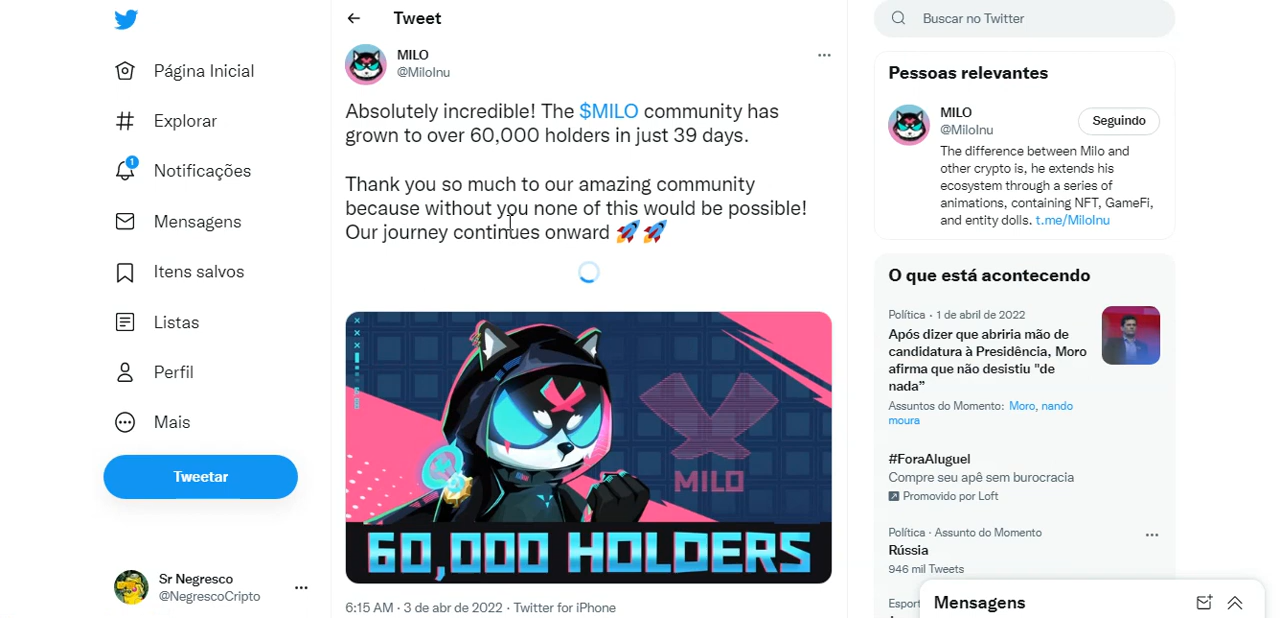 Página Inicial
Explorar
1
Notificações
Mensagens
Itens salvos
Listas
Perfil
Mais
Tweetar
Sr Negresco
@NegrescoCripto
Tweet
MILO
@MiloInu
Absolutely incredible! The $MILO community has
grown to over 60,000 holders in just 39 days.
Thank you so much to our amazing community
because without you none of this would be possible!
Our journey continues onward 🚀🚀
MILO
60,000 HOLDERS
6:15 AM · 3 de abr de 2022 · Twitter for iPhone
Buscar no Twitter
Pessoas relevantes
MILO
@MiloInu
Seguindo
The difference between Milo and
other crypto is, he extends his
ecosystem through a series of
animations, containing NFT, GameFi,
and entity dolls. t.me/MiloInu
O que está acontecendo
Política · 1 de abril de 2022
Após dizer que abriria mão de
candidatura à Presidência, Moro
afirma que não desistiu "de
nada”
Assuntos do Momento: Moro, nando
moura
#ForaAluguel
Compre seu apê sem burocracia
Promovido por Loft
Política · Assunto do Momento
Rússia
946 mil Tweets
Esport
Mensagens